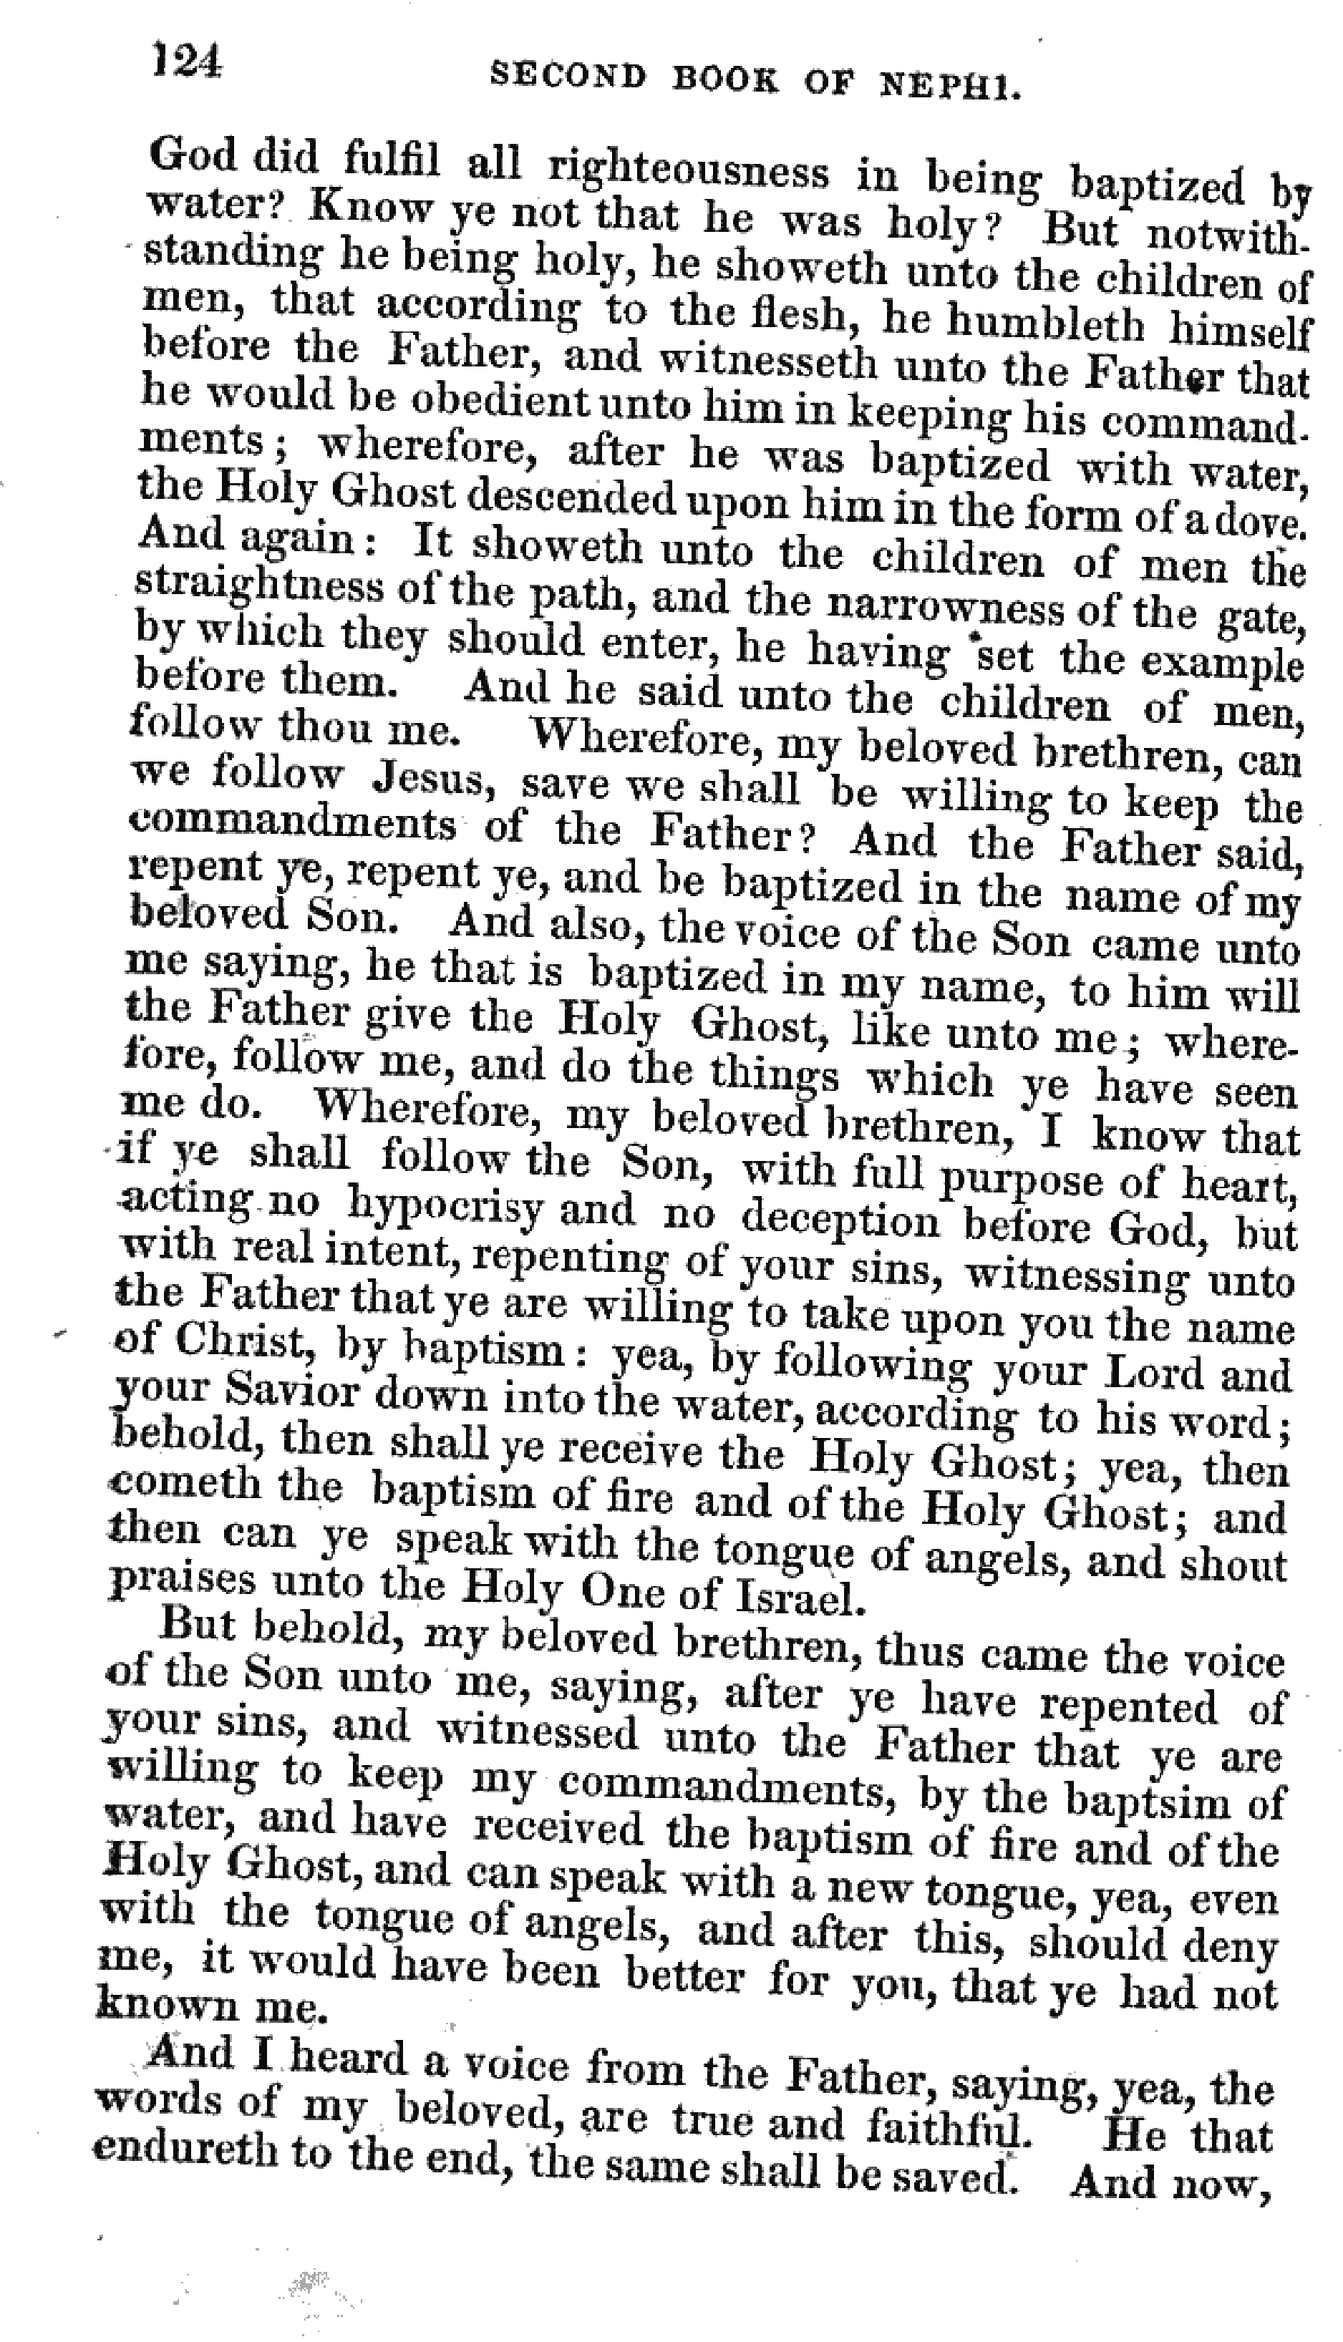 124 SECOND BOOK OF NEPHI.
God did fulfil all righteousness in being baptized by
water? Know ye not that he was holy? But notwith-
standing he being holy, he showeth unto the children of
men, that according to the flesh, he humbleth himself
before the Father, and witnesseth unto the Father that
he would be obedient unto him in keeping his command-
ments; wherefore, after he was baptized with water,
the Holy Ghost descended upon him in the form of a dove.
And again: It showeth unto the children of men the
straightness of the path, and the narrowness of the gate,
by which they should enter, he having set the example
before them. And he said unto the children of men,
follow thou me. Wherefore, my beloved brethren, can
we follow Jesus, save we shall be willing to keep the
commandments of the Father? And the Father said,
repent ye, repent ye, and be baptized in the name of my
beloved Son. And also, the voice of the Son came unto
me saying, he that is baptized in my name, to him will
the Father give the Holy Ghost, like unto me; where-
fore, follow me, and do the things which ye have seen
me do. Wherefore, my beloved brethren, I know that
if ye shall follow the Son, with full purpose of heart,
acting no hypocrisy and no deception before God, but
with real intent, repenting of your sins, witnessing unto
the Father that ye are willing to take upon you the name
of Christ, by baptism: yea, by following your Lord and
your Savior down into the water, according to his word;
behold, then shall ye receive the Holy Ghost; yea, then
cometh the baptism of fire and of the Holy Ghost; and
then can ye speak with the tongue of angels, and shout
praises unto the Holy One of Israel.
But behold, my beloved brethren, thus came the voice
of the Son unto me, saying, after ye have repented of
your sins, and witnessed unto the Father that ye are
willing to keep my commandments, by the baptsim of
water, and have received the baptism of fire and of the
Holy Ghost, and can speak with a new tongue, yea, even
with the tongue of angels, and after this, should deny
me, it would have been better for you, that ye had not
known me.
And I heard a voice from the Father, saying, yea, the
words of my beloved, are true and faithful. He that
endureth to the end, the same shall be saved. And now,